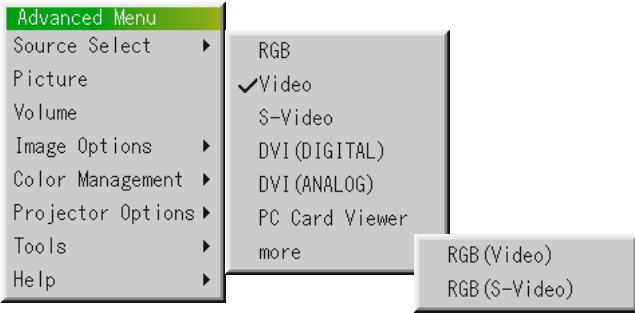 Advanced Menu
Source Select
Picture
Volume
Image Options
Color Management
Projector Options
Tools
Help
RGB
Video
S-Video
DVI(DIGITAL)
DVI(ANALOG)
PC Card Viewer
more
RGB(Video)
RGB(S-Video)